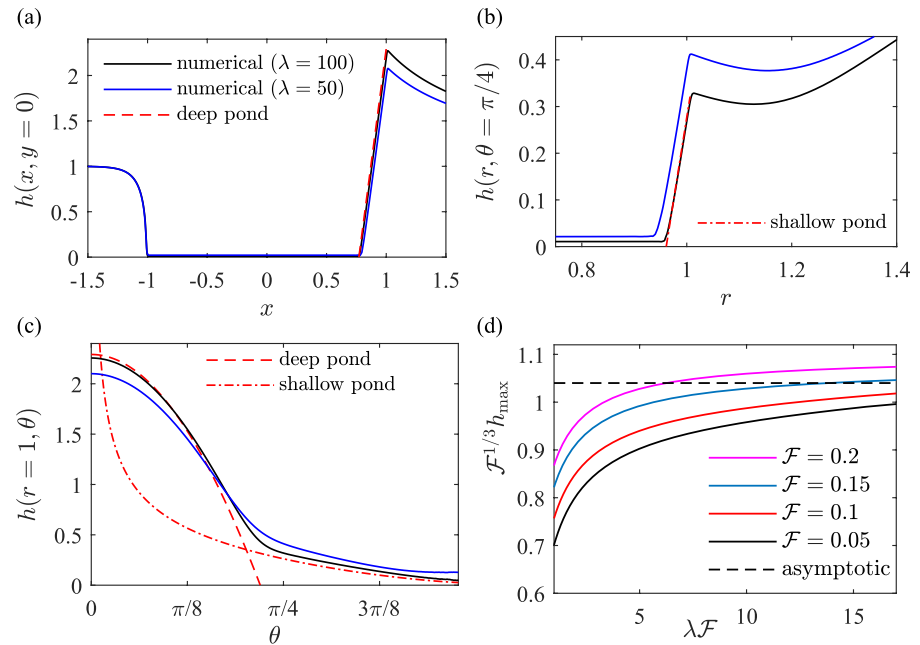 (a)
h(x, y = 0)
2
1.5
1
0.5
0
numerical (λ = 100)
numerical (λ = 50)
deep pond
-1.5 -1 -0.5 0 0.5 1 1.5
x
(b)
h(r, θ = π/4)
0.4
0.3
0.2
0.1
0
shallow pond
0.8 1 1.2 1.4
r
(c)
h(r = 1, θ)
2
1.5
1
0.5
0
deep pond
shallow pond
0 π/8 π/4 3π/8
θ
(d)
ℱ^{1/3}h_{max}
1.1
1
0.9
0.8
0.7
0.6
ℱ = 0.2
ℱ = 0.15
ℱ = 0.1
ℱ = 0.05
asymptotic
5 10 15
λℱ